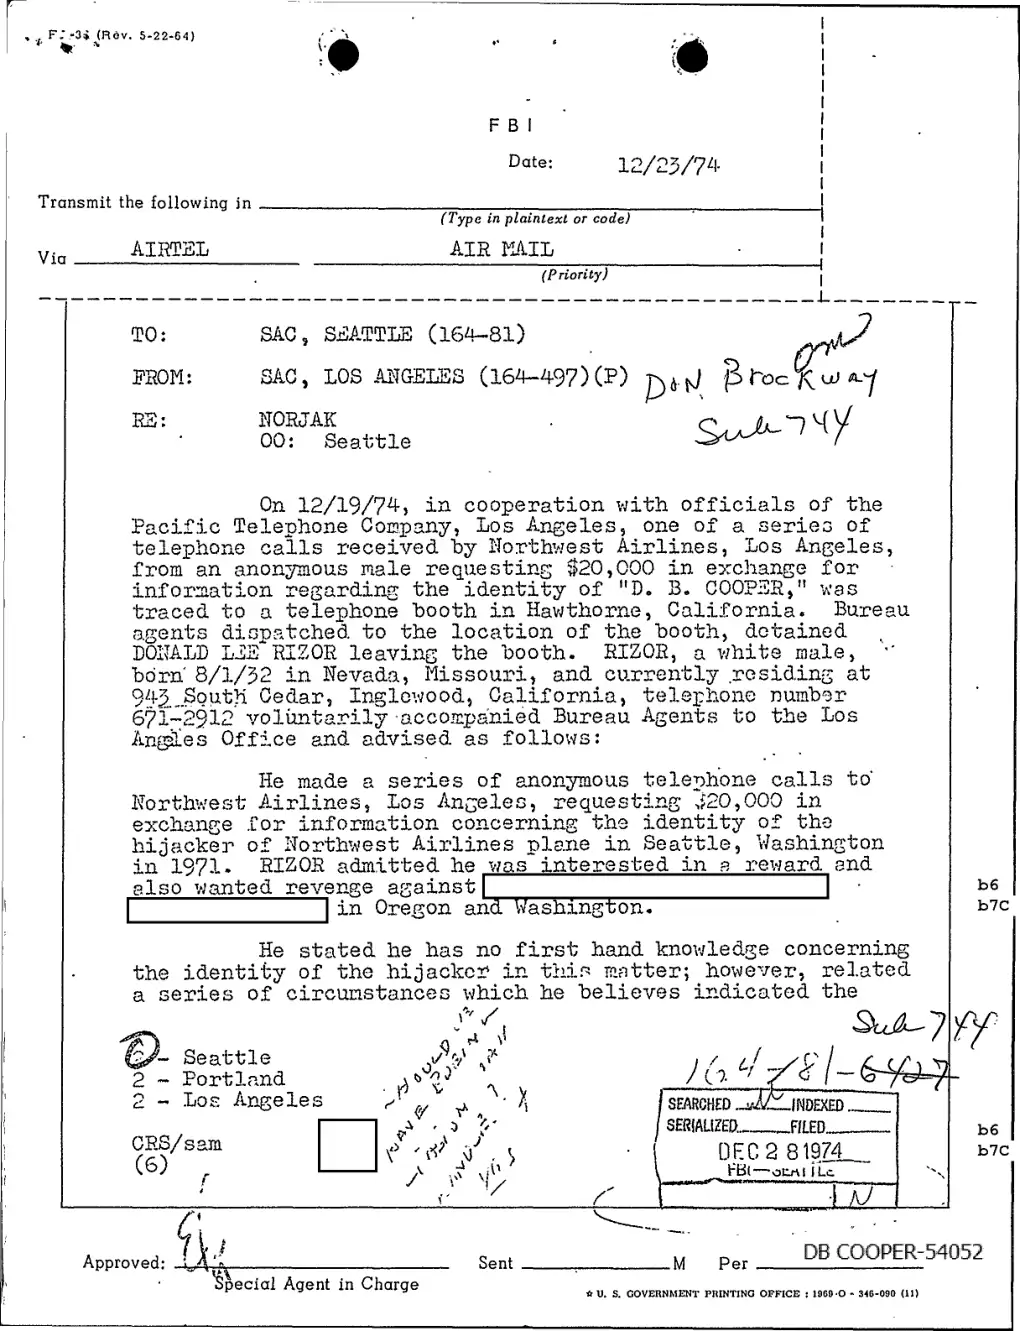 (Rev. 5-22-64)
F B I
Date: 12/23/74
Transmit the following in
(Type in plaintext or code)
Via AIRTEL AIR MAIL
(Priority)
TO: SAC, SEATTLE (164-81)
FROM: SAC, LOS ANGELES (164-497)(P)
DON Brockway
RE: NORJAK
Sub 744
OO: Seattle
On 12/19/74, in cooperation with officials of the
Pacific Telephone Company, Los Angeles, one of a series of
telephone calls received by Northwest Airlines, Los Angeles,
from an anonymous male requesting $20,000 in exchange for
information regarding the identity of "D. B. COOPER," was
traced to a telephone booth in Hawthorne, California. Bureau
agents dispatched to the location of the booth, detained
DONALD LEE RIZOR leaving the booth. RIZOR, a white male,
born 8/1/32 in Nevada, Missouri, and currently residing at
943 South Cedar, Inglewood, California, telephone number
671-2912 voluntarily accompanied Bureau Agents to the Los
Angeles Office and advised as follows:
He made a series of anonymous telephone calls to
Northwest Airlines, Los Angeles, requesting $20,000 in
exchange for information concerning the identity of the
hijacker of Northwest Airlines plane in Seattle, Washington
in 1971. RIZOR admitted he was interested in a reward and
also wanted revenge against
b6
in Oregon and Washington.
b7C
He stated he has no first hand knowledge concerning
the identity of the hijacker in this matter; however, related
a series of circumstances which he believes indicated the
Sub 744
- Seattle
2 - Portland
2 - Los Angeles
CRS/sam
(6)
164-81-6427
SEARCHED INDEXED
SERIALIZED FILED
DEC 28 1974
FBI—SEATTLE
b6
b7C
Approved: Sent M Per
Special Agent in Charge
DB COOPER-54052
☆ U. S. GOVERNMENT PRINTING OFFICE : 1969-O - 346-090 (11)